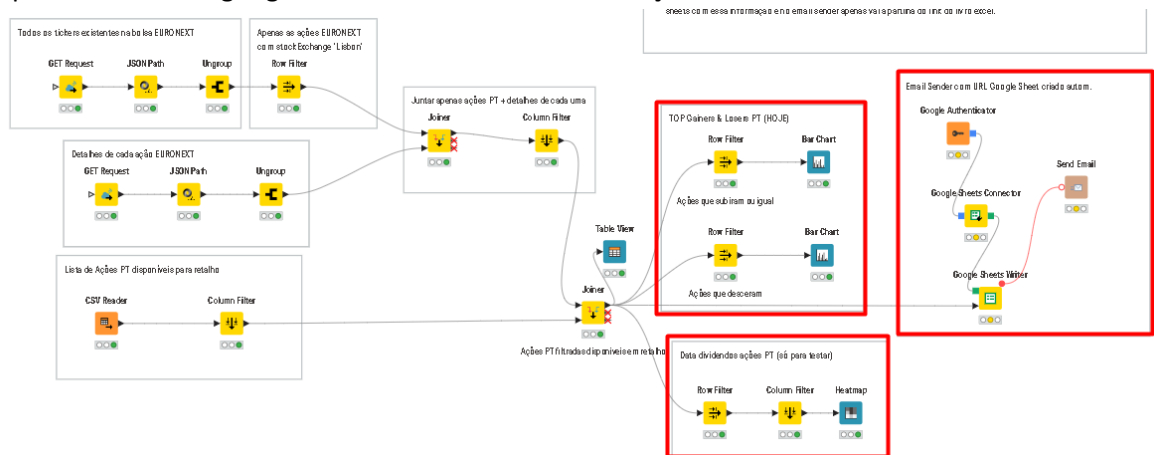 sheets com essa informação e no email sender apenas vai a partilha do link do livro excel.
Todos os tickers existentes na bolsa EURONEXT
GET Request
JSON Path
Ungroup
Apenas as ações EURONEXT
com stock Exchange 'Lisbon'
Row Filter
Detalhes de cada ação EURONEXT
GET Request
JSON Path
Ungroup
Juntar apenas ações PT + detalhes de cada uma
Joiner
Column Filter
Lista de Ações PT disponíveis para retalho
CSV Reader
Column Filter
Table View
Joiner
Ações PT filtradas disponíveis em retalho
TOP Gainers & Losers PT (HOJE)
Row Filter
Bar Chart
Ações que subiram ou igual
Row Filter
Bar Chart
Ações que desceram
Data dividendos ações PT (só para testar)
Row Filter
Column Filter
Heatmap
Email Sender com URL Google Sheet criado autom.
Google Authenticator
Send Email
Google Sheets Connector
Google Sheets Writer